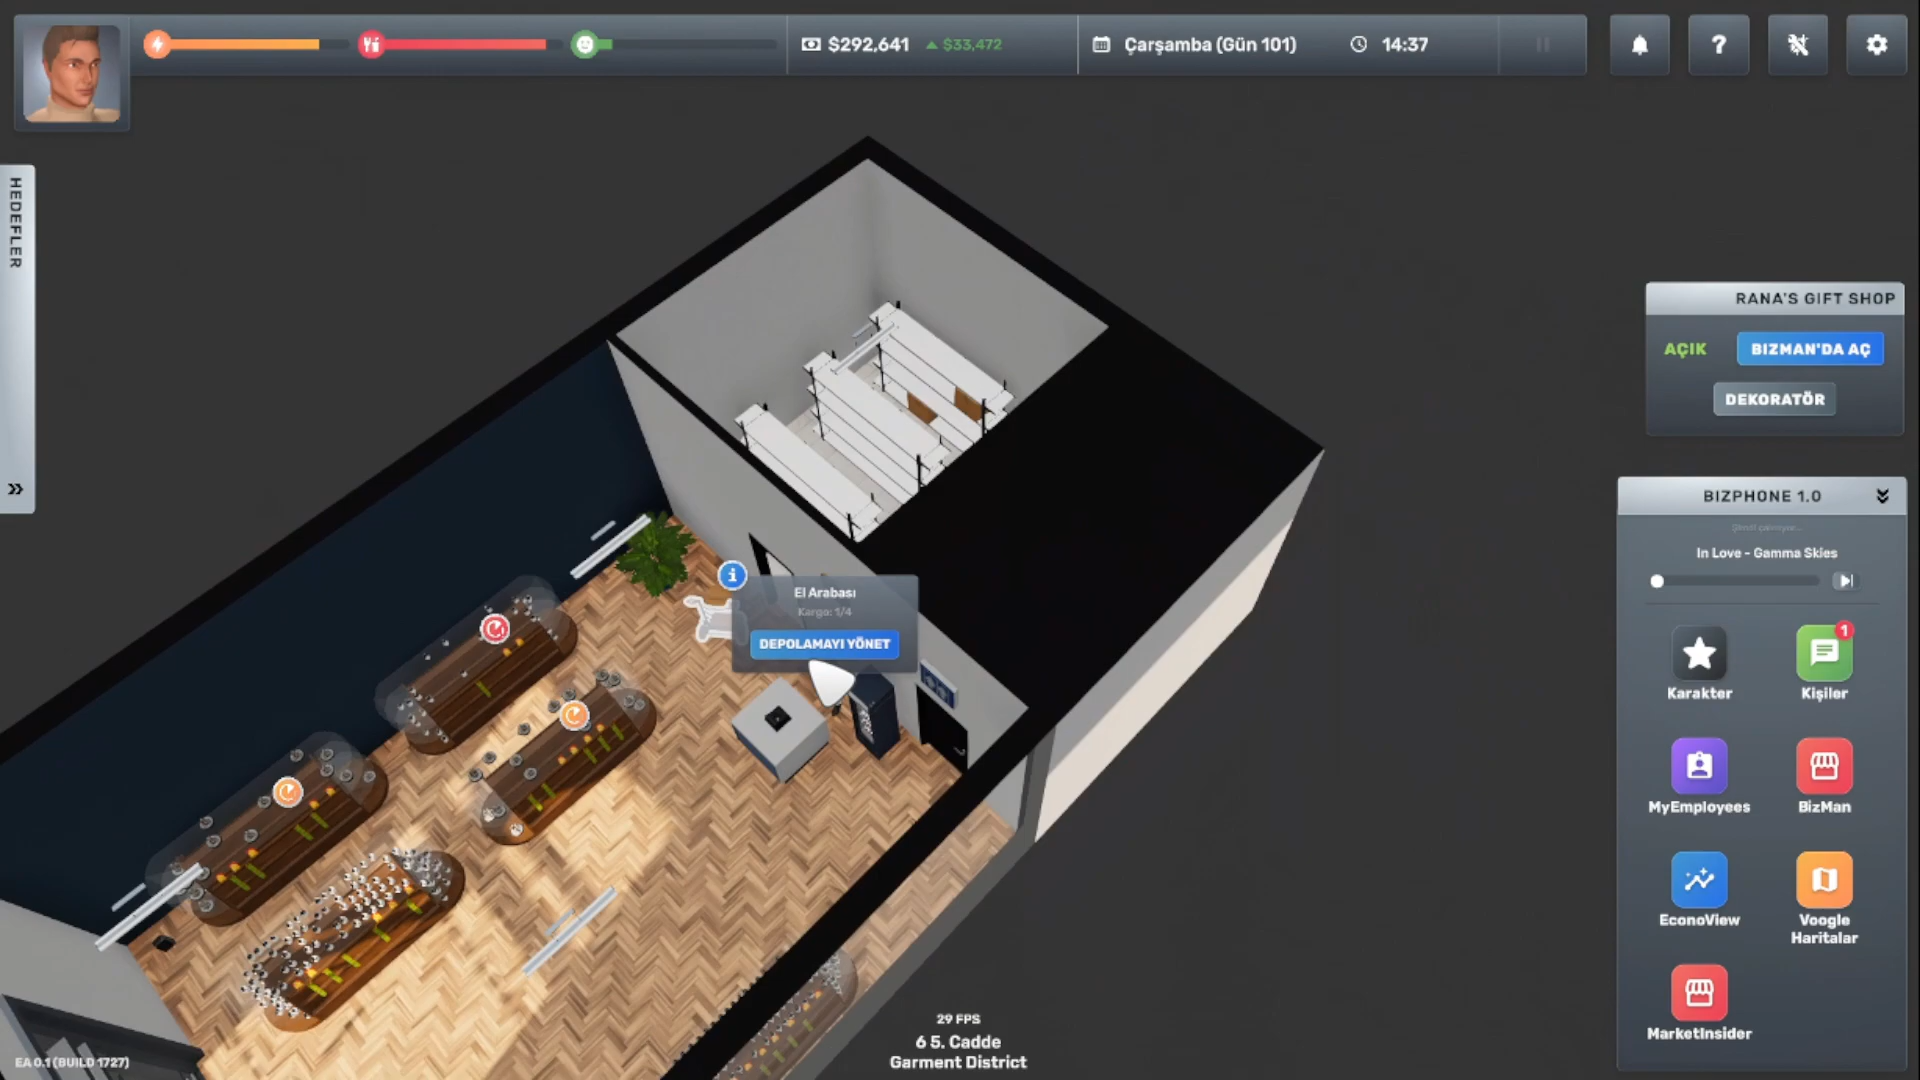 $292,641
$33,472
Çarşamba (Gün 101)
14:37
HEDEFLER
RANA'S GIFT SHOP
AÇIK
BIZMAN'DA AÇ
DEKORATÖR
BIZPHONE 1.0
In Love - Gamma Skies
Karakter
1
Kişiler
MyEmployees
BizMan
EconoView
Voogle
Haritalar
MarketInsider
El Arabası
Kargo: 1/4
DEPOLAMAYI YÖNET
29 FPS
6 5. Cadde
Garment District
EA 0.1 (BUILD 1727)